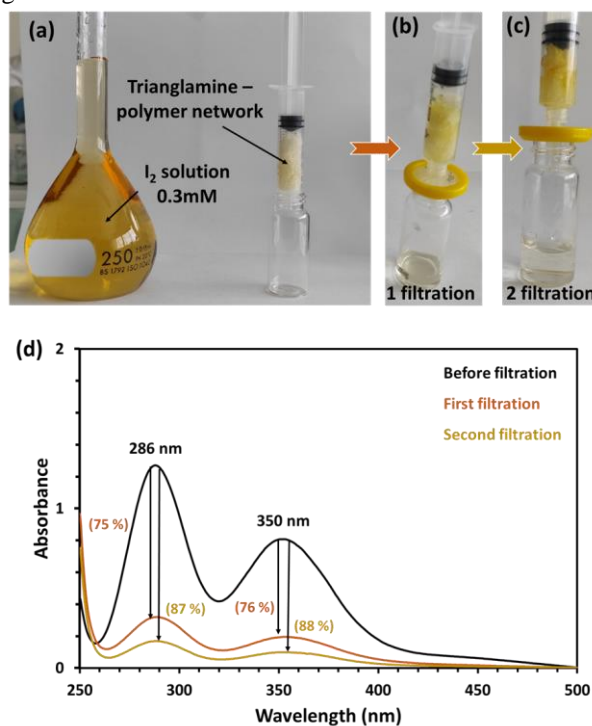 (a)
(b)
(c)
Trianglamine –
polymer network
I₂ solution
0.3mM
250
1 filtration
2 filtration
(d)
2
Before filtration
First filtration
Second filtration
286 nm
350 nm
1
(75 %)
(87 %)
(76 %)
(88 %)
0
250
300
350
400
450
500
Absorbance
Wavelength (nm)